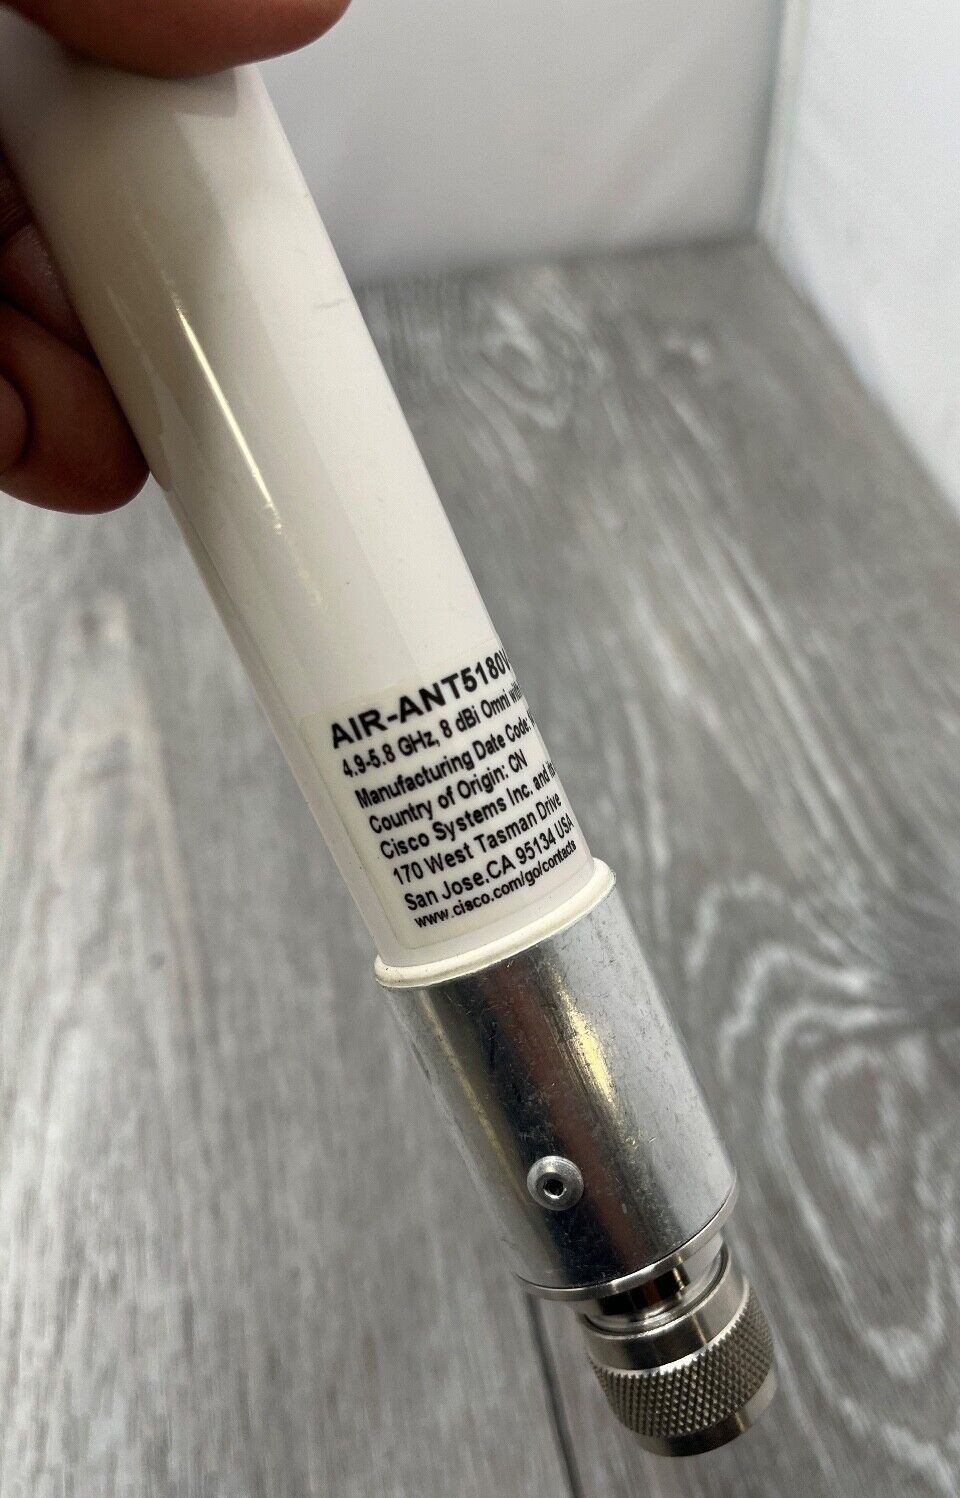 AIR-ANT5180V
4.9-5.8 GHz, 8 dBi Omni with
Manufacturing Date Code:
Country of Origin: CN
Cisco Systems Inc. and its
170 West Tasman Drive
San Jose,CA 95134 USA
www.cisco.com/go/contacts